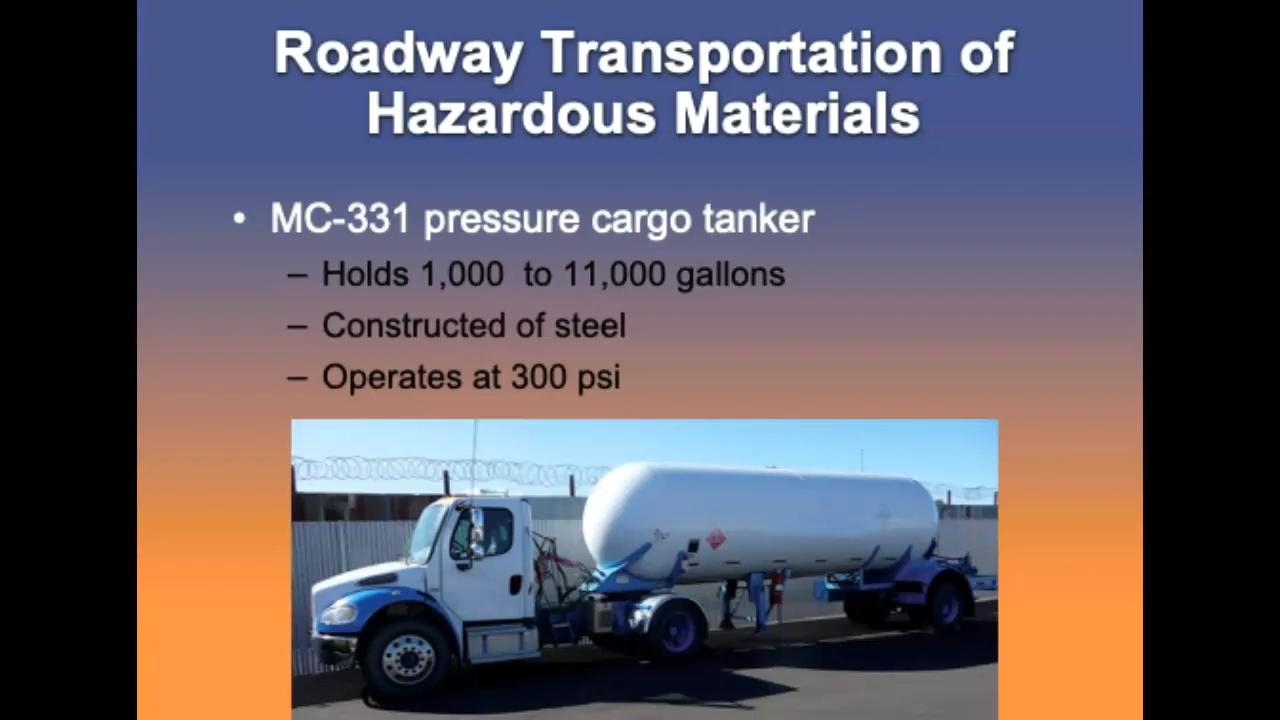 Roadway Transportation of
Hazardous Materials
• MC-331 pressure cargo tanker
– Holds 1,000  to 11,000 gallons
– Constructed of steel
– Operates at 300 psi